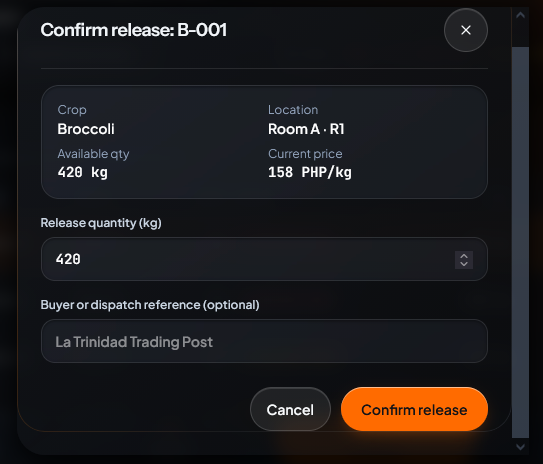 Confirm release: B-001
Crop
Broccoli
Location
Room A · R1
Available qty
420 kg
Current price
158 PHP/kg
Release quantity (kg)
420
Buyer or dispatch reference (optional)
La Trinidad Trading Post
Cancel
Confirm release